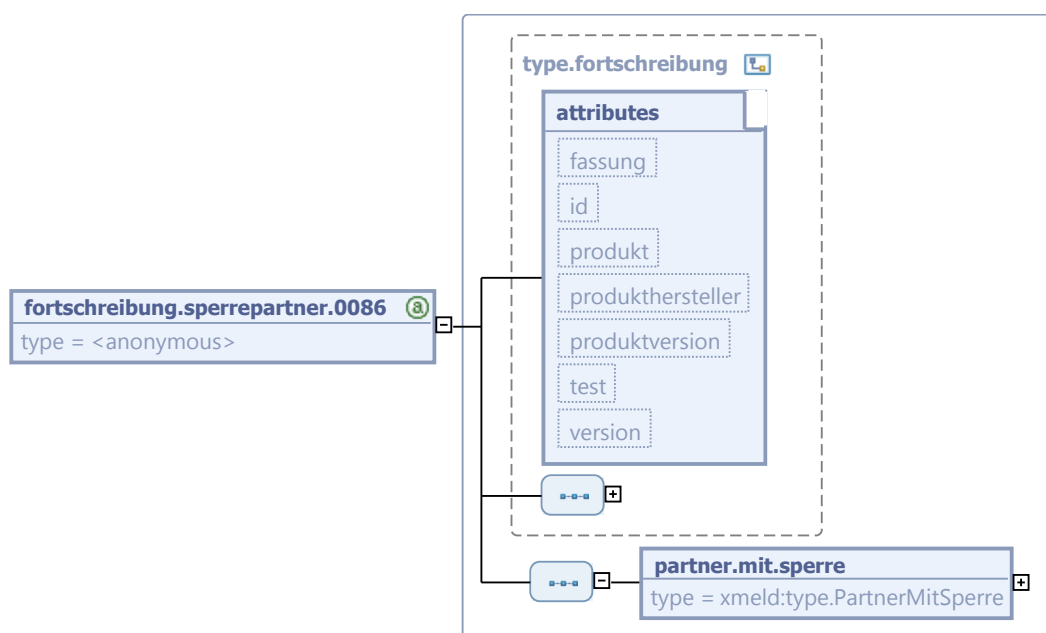 type.fortschreibung
attributes
fassung
id
produkt
produkthersteller
produktversion
test
version
fortschreibung.sperrepartner.0086 a
type = <anonymous>
partner.mit.sperre
type = xmeld:type.PartnerMitSperre